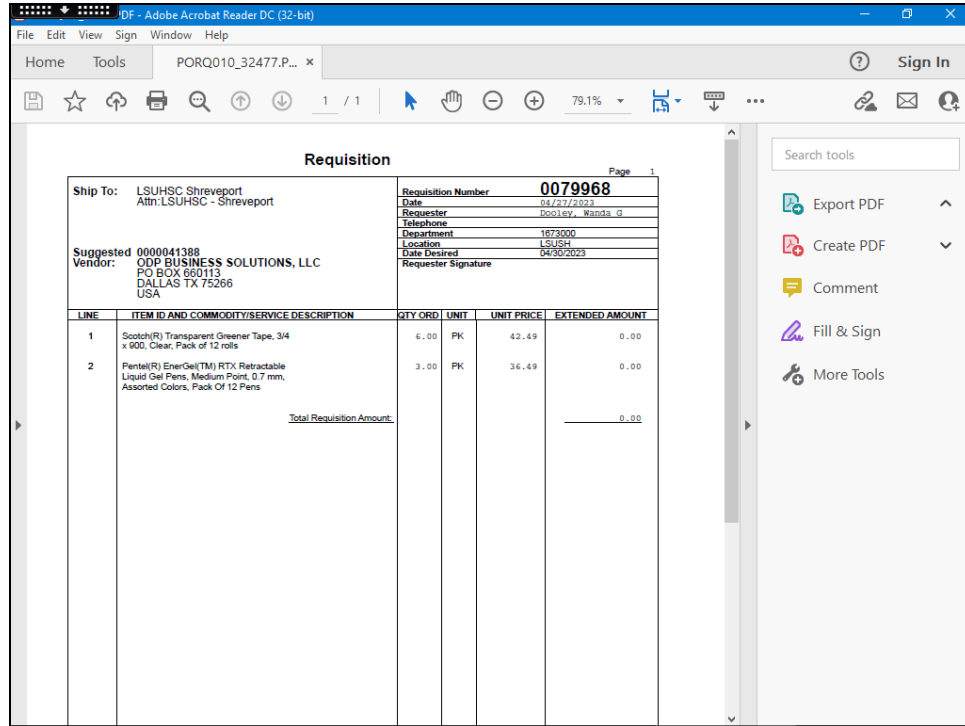 PDF - Adobe Acrobat Reader DC (32-bit)
File Edit View Sign Window Help
Home Tools PORQ010_32477.P... × Sign In
1 / 1 79.1%
Requisition
Page 1
Ship To: LSUHSC Shreveport
Attn:LSUHSC - Shreveport
Requisition Number 0079968
Date 04/27/2023
Requester Dooley, Wanda G
Telephone
Department 1673000
Location LSUSH
Date Desired 04/30/2023
Requester Signature
Suggested Vendor: 0000041388
ODP BUSINESS SOLUTIONS, LLC
PO BOX 660113
DALLAS TX 75266
USA
LINE ITEM ID AND COMMODITY/SERVICE DESCRIPTION QTY ORD UNIT UNIT PRICE EXTENDED AMOUNT
1 Scotch(R) Transparent Greener Tape, 3/4 6.00 PK 42.49 0.00
x 900, Clear, Pack of 12 rolls
2 Pentel(R) EnerGel(TM) RTX Retractable 3.00 PK 36.49 0.00
Liquid Gel Pens, Medium Point, 0.7 mm,
Assorted Colors, Pack Of 12 Pens
Total Requisition Amount: 0.00
Search tools
Export PDF
Create PDF
Comment
Fill & Sign
More Tools